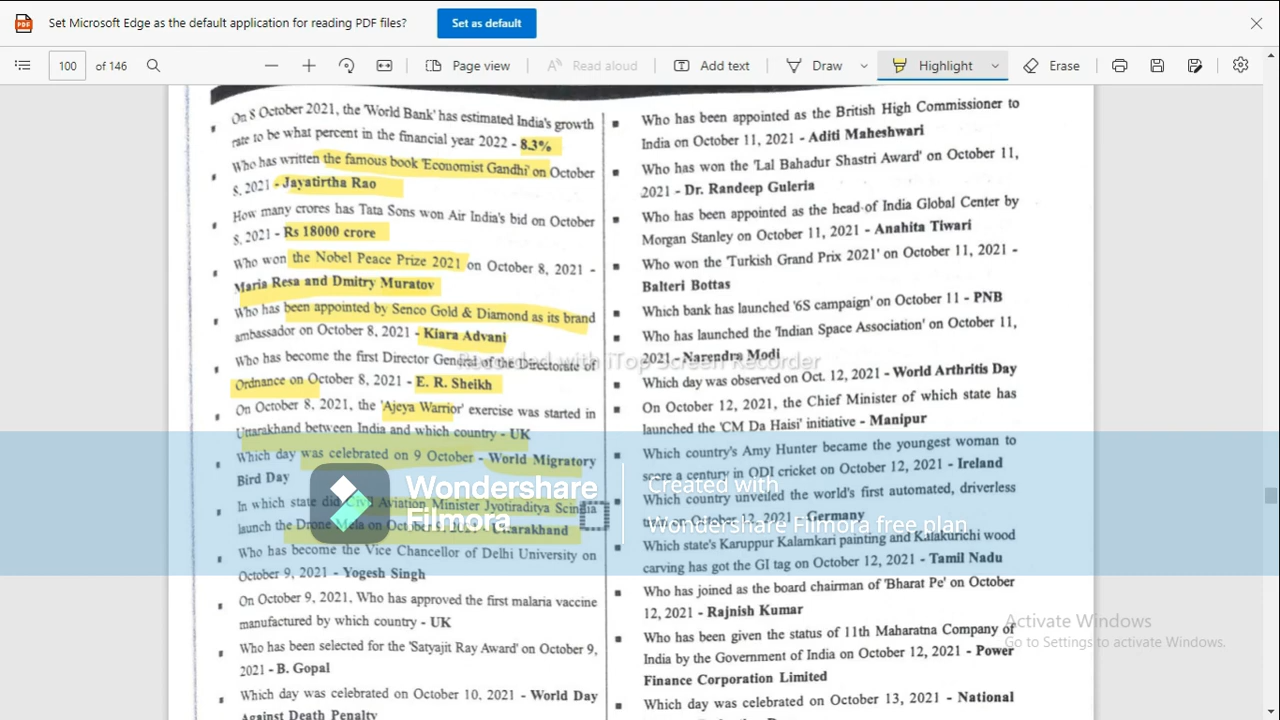 Set Microsoft Edge as the default application for reading PDF files?
Set as default
100 of 146
Page view
Read aloud
Add text
Draw
Highlight
Erase
On 8 October 2021, the 'World Bank' has estimated India's growth
rate to be what percent in the financial year 2022 - 8.3%
Who has written the famous book 'Economist Gandhi' on October
8, 2021 - Jayatirtha Rao
How many crores has Tata Sons won Air India's bid on October
8, 2021 - Rs 18000 crore
Who won the Nobel Peace Prize 2021 on October 8, 2021 -
Maria Resa and Dmitry Muratov
Who has been appointed by Senco Gold & Diamond as its brand
ambassador on October 8, 2021 - Kiara Advani
Who has become the first Director General of the Directorate of
Ordnance on October 8, 2021 - E. R. Sheikh
On October 8, 2021, the 'Ajeya Warrior' exercise was started in
Uttarakhand between India and which country - UK
Which day was celebrated on 9 October - World Migratory
Bird Day
In which state did Civil Aviation Minister Jyotiraditya Scindia
launch the Drone Mela on October - Uttarakhand
Who has become the Vice Chancellor of Delhi University on
October 9, 2021 - Yogesh Singh
On October 9, 2021, Who has approved the first malaria vaccine
manufactured by which country - UK
Who has been selected for the 'Satyajit Ray Award' on October 9,
2021 - B. Gopal
Which day was celebrated on October 10, 2021 - World Day
Against Death Penalty
Who has been appointed as the British High Commissioner to
India on October 11, 2021 - Aditi Maheshwari
Who has won the 'Lal Bahadur Shastri Award' on October 11,
2021 - Dr. Randeep Guleria
Who has been appointed as the head of India Global Center by
Morgan Stanley on October 11, 2021 - Anahita Tiwari
Who won the 'Turkish Grand Prix 2021' on October 11, 2021 -
Balteri Bottas
Which bank has launched '6S campaign' on October 11 - PNB
Who has launched the 'Indian Space Association' on October 11,
2021 - Narendra Modi
Which day was observed on Oct. 12, 2021 - World Arthritis Day
On October 12, 2021, the Chief Minister of which state has
launched the 'CM Da Haisi' initiative - Manipur
Which country's Amy Hunter became the youngest woman to
score a century in ODI cricket on October 12, 2021 - Ireland
Which country unveiled the world's first automated, driverless
train on October 12, 2021 - Germany
Which state's Karuppur Kalamkari painting and Kalakurichi wood
carving has got the GI tag on October 12, 2021 - Tamil Nadu
Who has joined as the board chairman of 'Bharat Pe' on October
12, 2021 - Rajnish Kumar
Who has been given the status of 11th Maharatna Company of
India by the Government of India on October 12, 2021 - Power
Finance Corporation Limited
Which day was celebrated on October 13, 2021 - National
Recorded with iTop Screen Recorder
Wondershare
Filmora
Created with
Wondershare Filmora free plan
Activate Windows
Go to Settings to activate Windows.